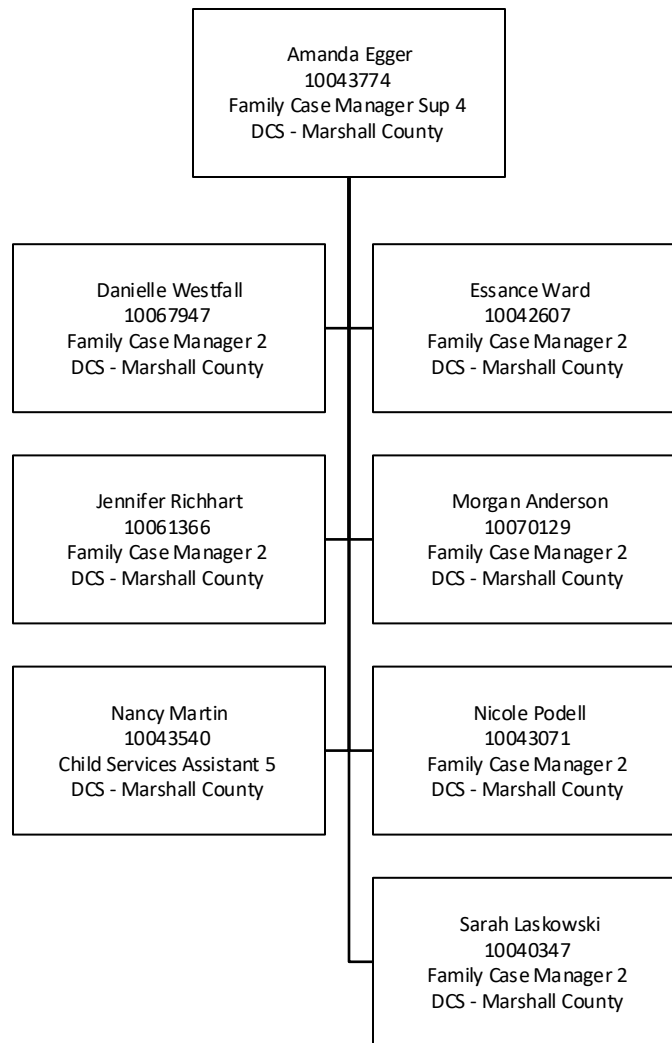 Amanda Egger
10043774
Family Case Manager Sup 4
DCS - Marshall County
Danielle Westfall
10067947
Family Case Manager 2
DCS - Marshall County
Essance Ward
10042607
Family Case Manager 2
DCS - Marshall County
Jennifer Richhart
10061366
Family Case Manager 2
DCS - Marshall County
Morgan Anderson
10070129
Family Case Manager 2
DCS - Marshall County
Nancy Martin
10043540
Child Services Assistant 5
DCS - Marshall County
Nicole Podell
10043071
Family Case Manager 2
DCS - Marshall County
Sarah Laskowski
10040347
Family Case Manager 2
DCS - Marshall County